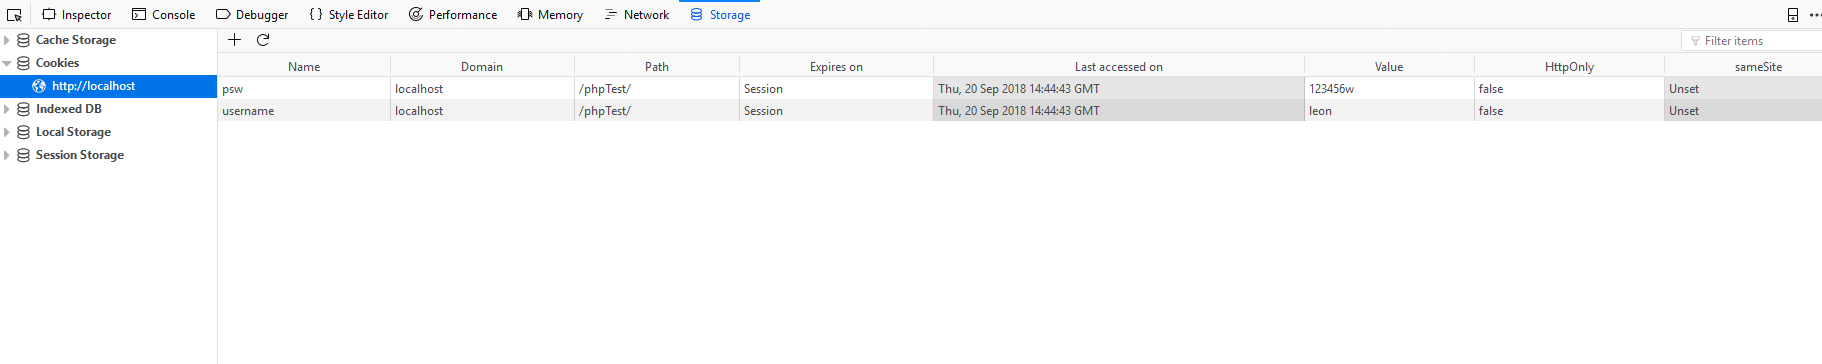 Inspector Console Debugger { } Style Editor Performance Memory Network Storage
Cache Storage
Cookies
http://localhost
Indexed DB
Local Storage
Session Storage
Filter items
Name Domain Path Expires on Last accessed on Value HttpOnly sameSite
psw localhost /phpTest/ Session Thu, 20 Sep 2018 14:44:43 GMT 123456w false Unset
username localhost /phpTest/ Session Thu, 20 Sep 2018 14:44:43 GMT leon false Unset